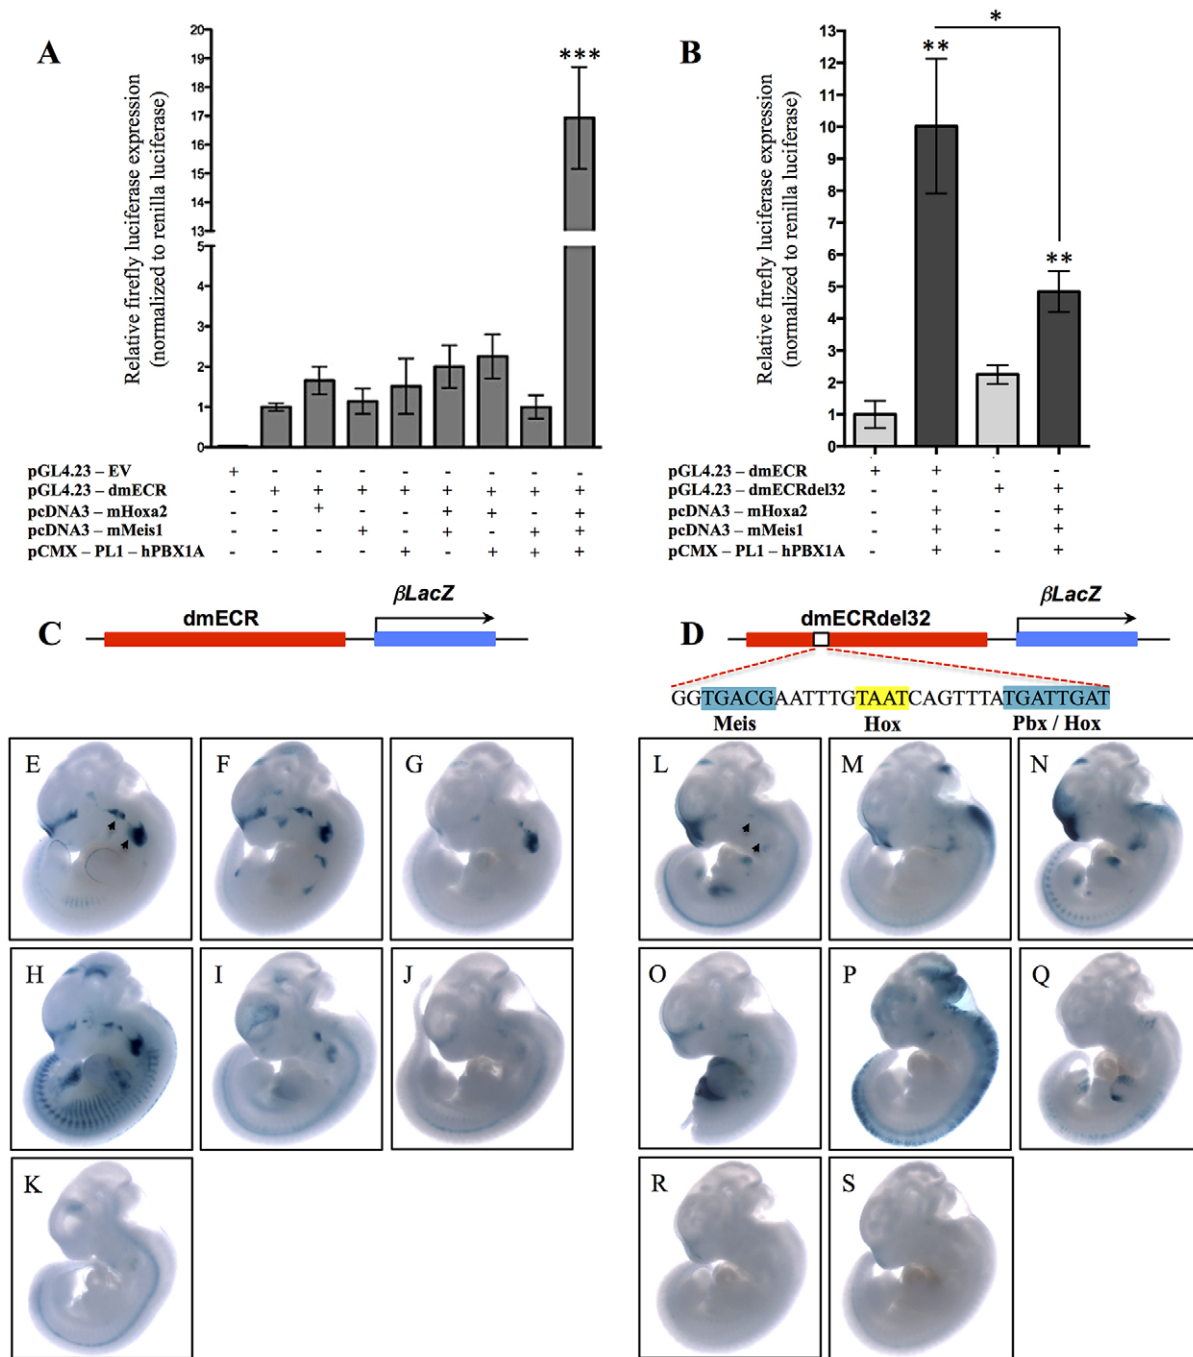 A
Relative firefly luciferase expression
(normalized to renilla luciferase)
20
19
18
17
16
15
14
13
5
4
3
2
1
0
***
pGL4.23 – EV + - - - - - - - -
pGL4.23 – dmECR - + + + + + + + +
pcDNA3 – mHoxa2 - - + - - + + - +
pcDNA3 – mMeis1 - - - + - + - + +
pCMX – PL1 – hPBX1A - - - - + - + + +
B
Relative firefly luciferase expression
(normalized to renilla luciferase)
13
12
11
10
9
8
7
6
5
4
3
2
1
0
*
**
**
pGL4.23 – dmECR + + - -
pGL4.23 – dmECRdel32 - - + +
pcDNA3 – mHoxa2 - + - +
pcDNA3 – mMeis1 - + - +
pCMX – PL1 – hPBX1A - + - +
C
dmECR
βLacZ
D
dmECRdel32
βLacZ
GGTGACGAATTTGTAATCAGTTTATGATTGAT
Meis Hox Pbx / Hox
E
F
G
H
I
J
K
L
M
N
O
P
Q
R
S